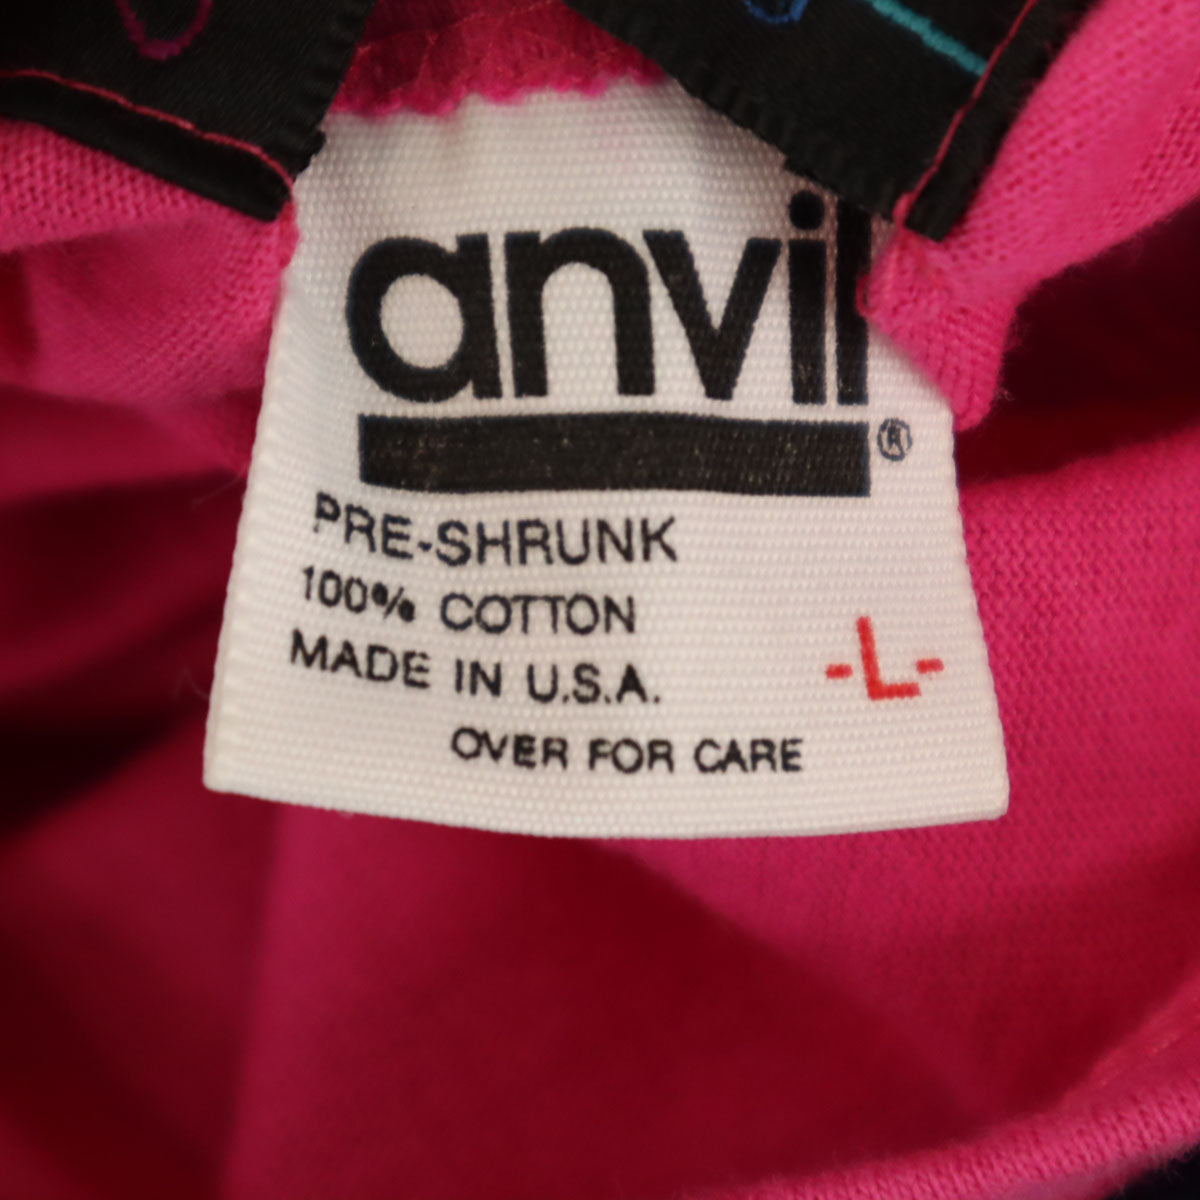 anvil®
PRE-SHRUNK
100% COTTON
MADE IN U.S.A.
-L-
OVER FOR CARE